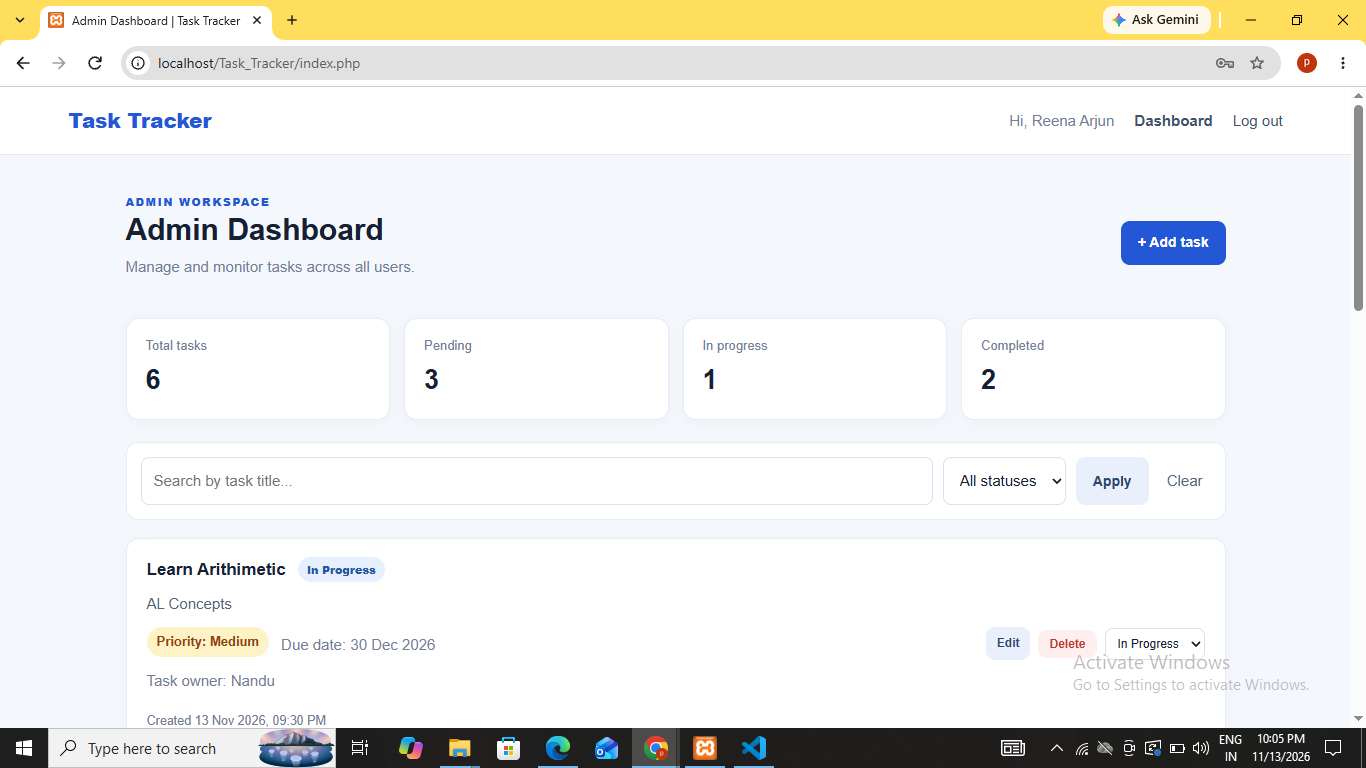 Admin Dashboard | Task Tracker
Ask Gemini
localhost/Task_Tracker/index.php
p
Task Tracker
Hi, Reena Arjun Dashboard Log out
ADMIN WORKSPACE
Admin Dashboard
Manage and monitor tasks across all users.
+ Add task
Total tasks
6
Pending
3
In progress
1
Completed
2
Search by task title...
All statuses
Apply
Clear
Learn Arithimetic In Progress
AL Concepts
Priority: Medium Due date: 30 Dec 2026
Edit Delete In Progress
Task owner: Nandu
Created 13 Nov 2026, 09:30 PM
Activate Windows
Go to Settings to activate Windows.
Type here to search
ENG
IN
10:05 PM
11/13/2026